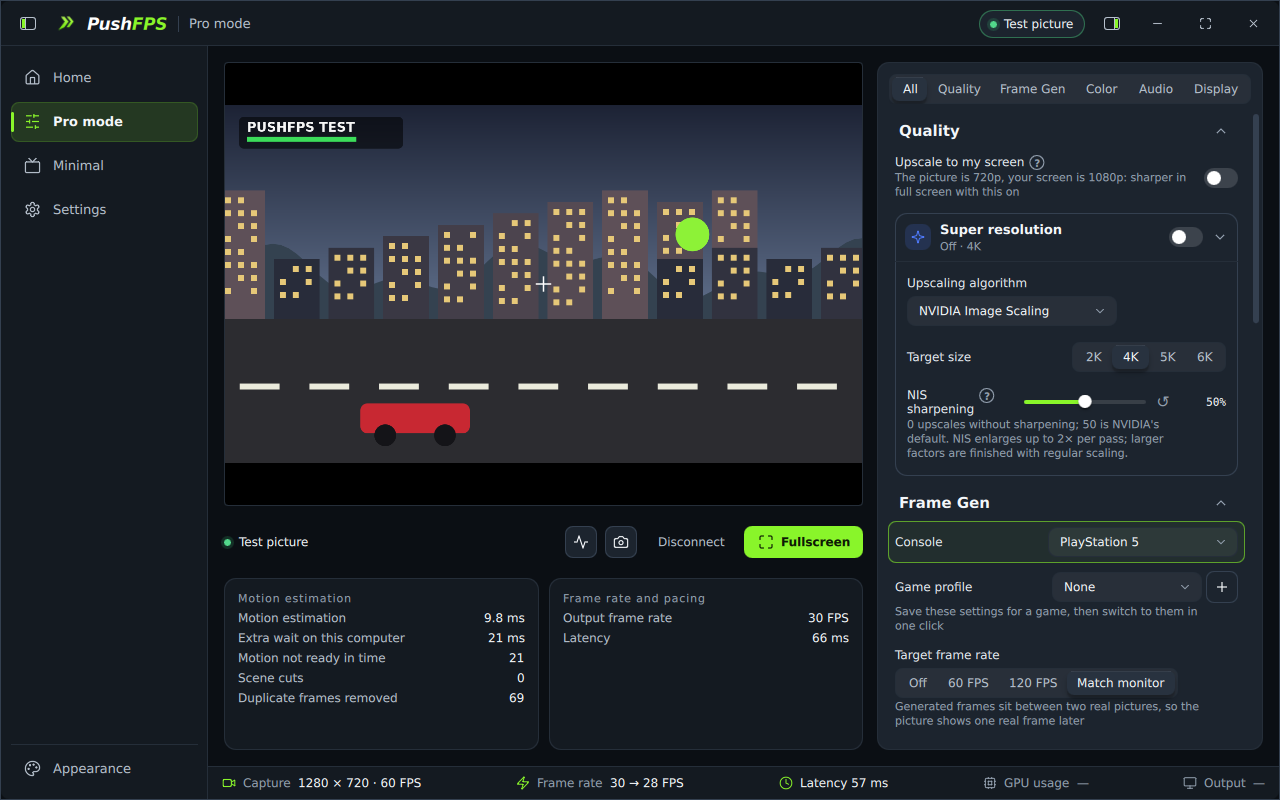 PushFPS
Pro mode
Test picture
Home
Pro mode
Minimal
Settings
Appearance
PUSHFPS TEST
Test picture
Disconnect
Fullscreen
Motion estimation
Motion estimation 9.8 ms
Extra wait on this computer 21 ms
Motion not ready in time 21
Scene cuts 0
Duplicate frames removed 69
Frame rate and pacing
Output frame rate 30 FPS
Latency 66 ms
All Quality Frame Gen Color Audio Display
Quality
Upscale to my screen ?
The picture is 720p, your screen is 1080p: sharper in
full screen with this on
Super resolution
Off · 4K
Upscaling algorithm
NVIDIA Image Scaling
Target size 2K 4K 5K 6K
NIS
sharpening ? 50%
0 upscales without sharpening; 50 is NVIDIA's
default. NIS enlarges up to 2× per pass; larger
factors are finished with regular scaling.
Frame Gen
Console PlayStation 5
Game profile None
Save these settings for a game, then switch to them in
one click
Target frame rate
Off 60 FPS 120 FPS Match monitor
Generated frames sit between two real pictures, so the
picture shows one real frame later
Capture 1280 × 720 · 60 FPS
Frame rate 30 → 28 FPS
Latency 57 ms
GPU usage —
Output —